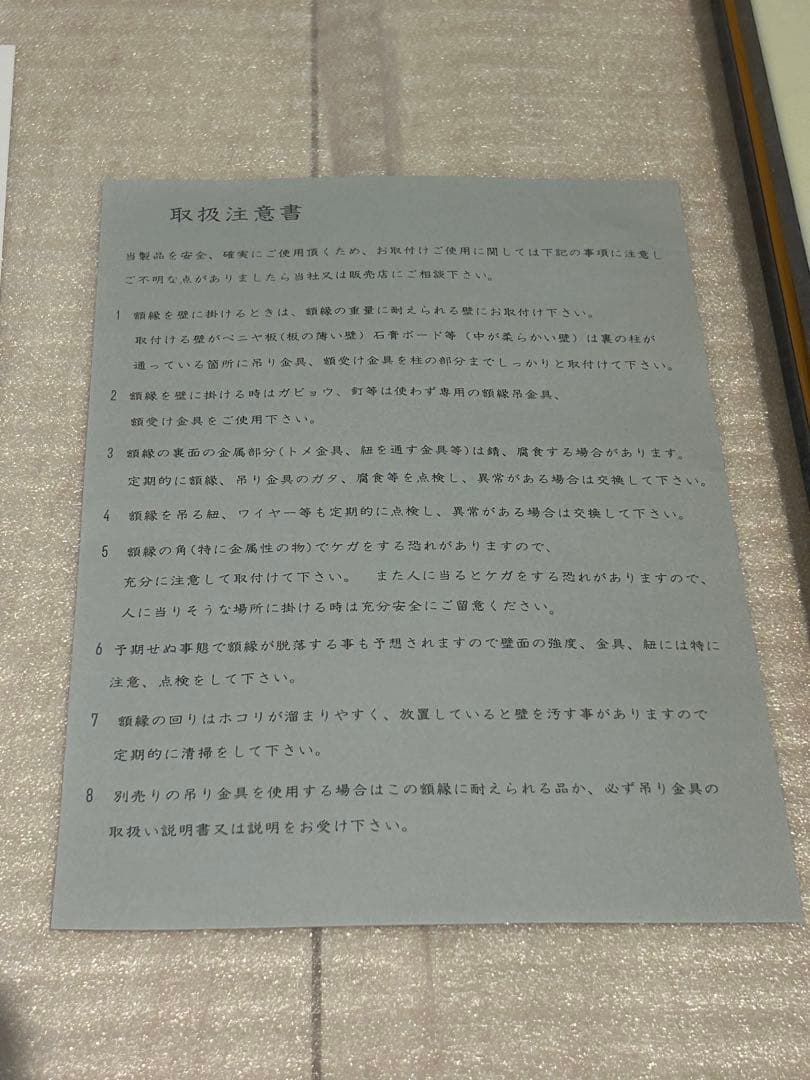 取扱注意書
当製品を安全、確実にご使用頂くため、お取付けご使用に関しては下記の事項に注意し
ご不明な点がありましたら当社又は販売店にご相談下さい。
1 額縁を壁に掛けるときは、額縁の重量に耐えられる壁にお取付け下さい。
取付ける壁がベニヤ板(板の薄い壁) 石膏ボード等 (中が柔らかい壁) は裏の柱が
通っている箇所に吊り金具、額受け金具を柱の部分までしっかりと取付けて下さい。
2 額縁を壁に掛ける時はガビョウ、釘等は使わず専用の額縁吊金具、
額受け金具をご使用下さい。
3 額縁の裏面の金属部分(トメ金具、紐を通す金具等)は錆、腐食する場合があります。
定期的に額縁、吊り金具のガタ、腐食等を点検し、異常がある場合は交換して下さい。
4 額縁を吊る紐、ワイヤー等も定期的に点検し、異常がある場合は交換して下さい。
5 額縁の角(特に金属性の物)でケガをする恐れがありますので、
充分に注意して取付けて下さい。 また人に当るとケガをする恐れがありますので、
人に当りそうな場所に掛ける時は充分安全にご留意ください。
6 予期せぬ事態で額縁が脱落する事も予想されますので壁面の強度、金具、紐には特に
注意、点検をして下さい。
7 額縁の回りはホコリが溜まりやすく、放置していると壁を汚す事がありますので
定期的に清掃をして下さい。
8 別売りの吊り金具を使用する場合はこの額縁に耐えられる品か、必ず吊り金具の
取扱い説明書又は説明をお受け下さい。